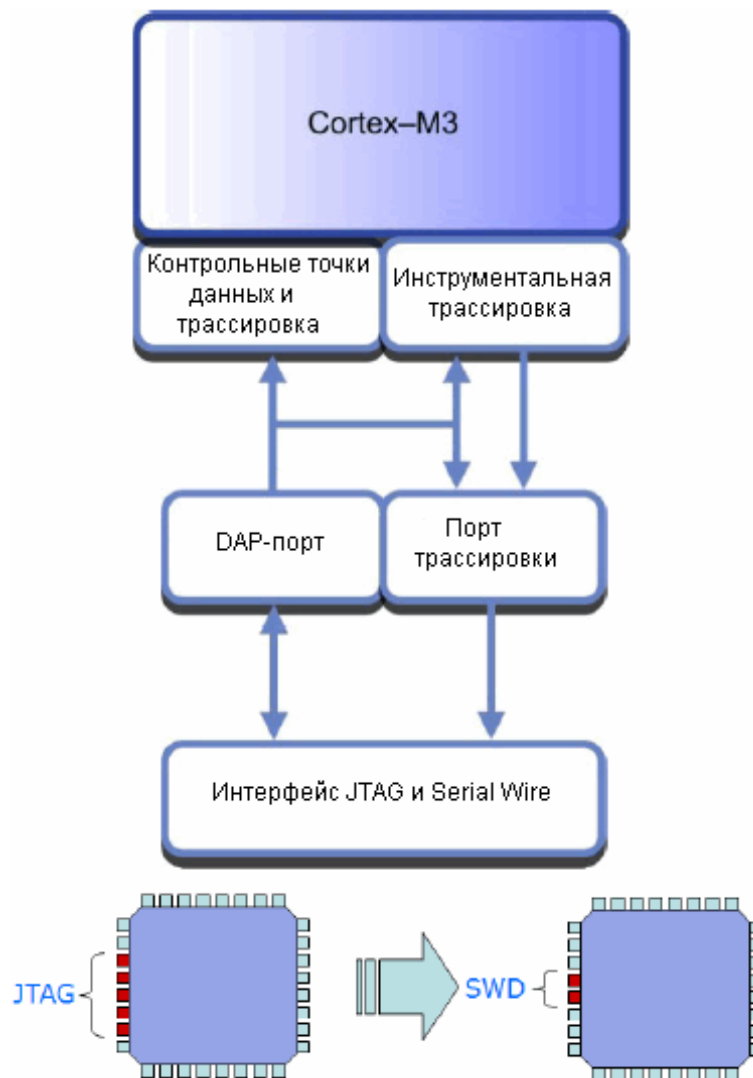 Cortex–M3
Контрольные точки
данных и
трассировка
Инструментальная
трассировка
DAP-порт
Порт
трассировки
Интерфейс JTAG и Serial Wire
JTAG
SWD